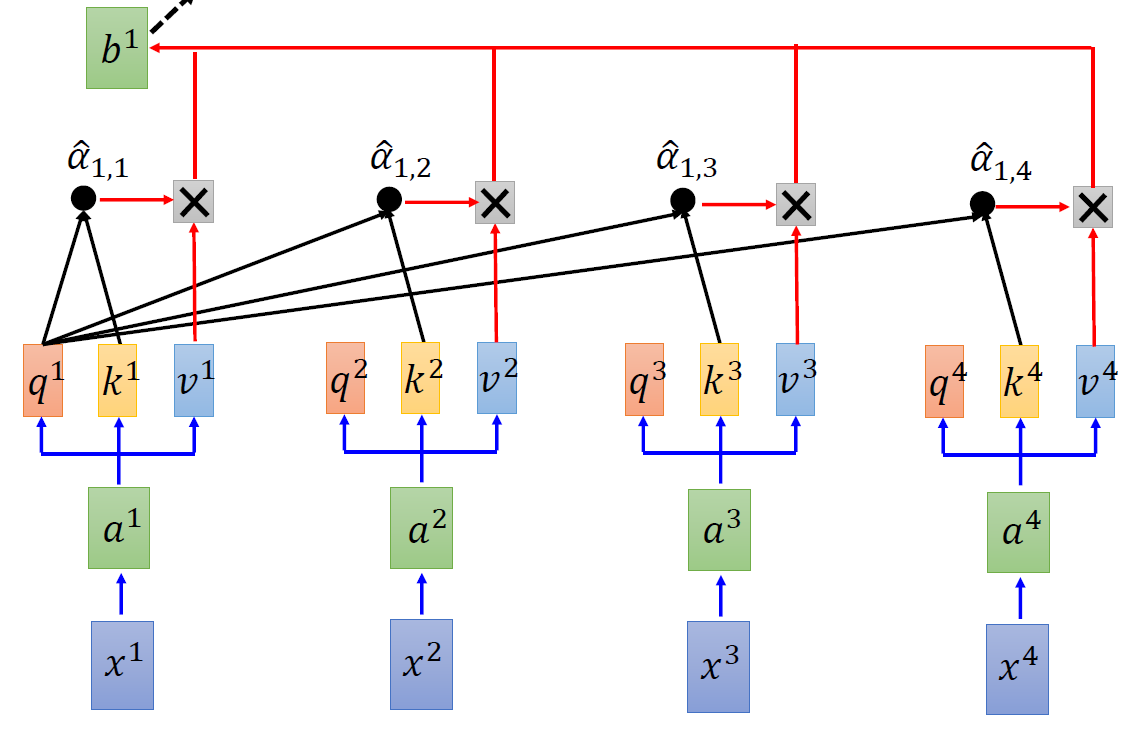 b¹
α̂₁,₁ α̂₁,₂ α̂₁,₃ α̂₁,₄
× × × ×
q¹ k¹ v¹ q² k² v² q³ k³ v³ q⁴ k⁴ v⁴
a¹ a² a³ a⁴
x¹ x² x³ x⁴